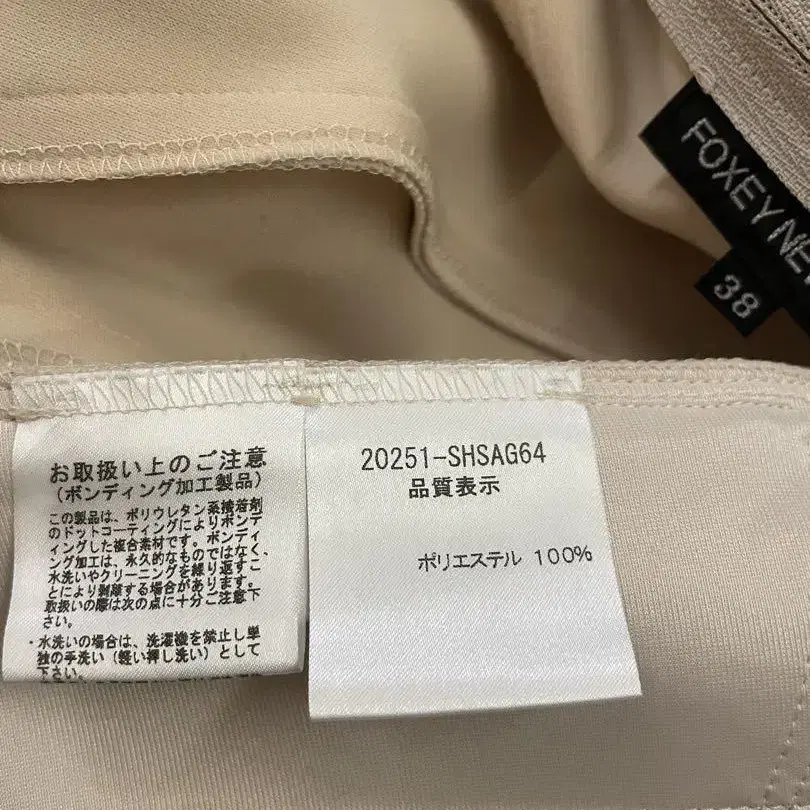 FOXEY NE
38
お取扱い上のご注意
(ボンディング加工製品)
この製品は、ポリウレタン系接着剤
のドットコーティングによりボンデ
ィングした複合素材です。ボンディ
ング加工は、永久的なものではなく、
水洗いやクリーニングを繰り返すこ
とにより剥離する場合があります。
取扱いの際は次の点に十分ご注意下
さい。
・水洗いの場合は、洗濯機を禁止し単
独の手洗い(軽い押し洗い)として
下さい。
20251-SHSAG64
品質表示
ポリエステル 100%